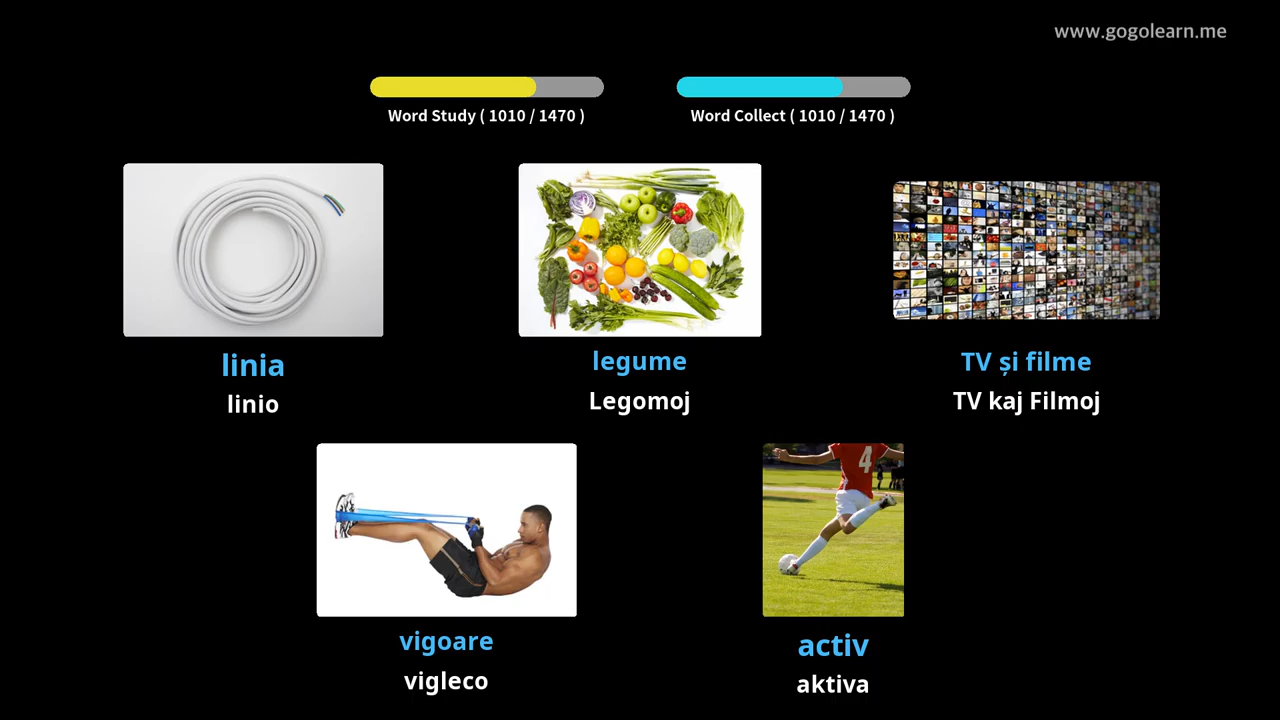 www.gogolearn.me
Word Study ( 1010 / 1470 )
Word Collect ( 1010 / 1470 )
linia
linio
legume
Legomoj
TV și filme
TV kaj Filmoj
4
vigoare
vigleco
activ
aktiva